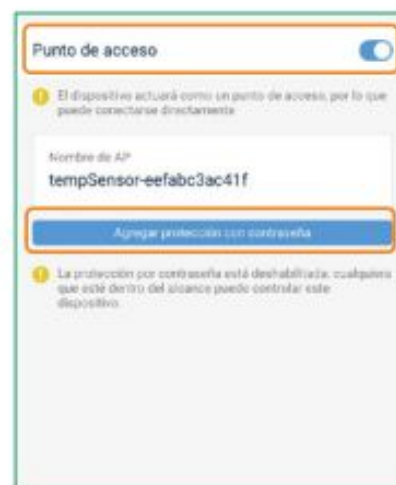 Punto de acceso
El dispositivo actuará como un punto de acceso, por lo que
puede conectarse directamente
Nombre de AP
tempSensor-eefabc3ac41f
Agregar protección con contraseña
La protección por contraseña está deshabilitada: cualquiera
que esté dentro del alcance puede controlar este
dispositivo.